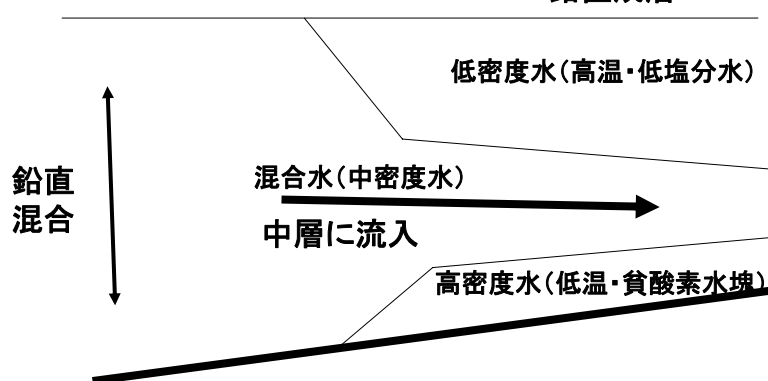 低密度水（高温・低塩分水）
鉛直
混合
混合水（中密度水）
中層に流入
高密度水（低温・貧酸素水塊）